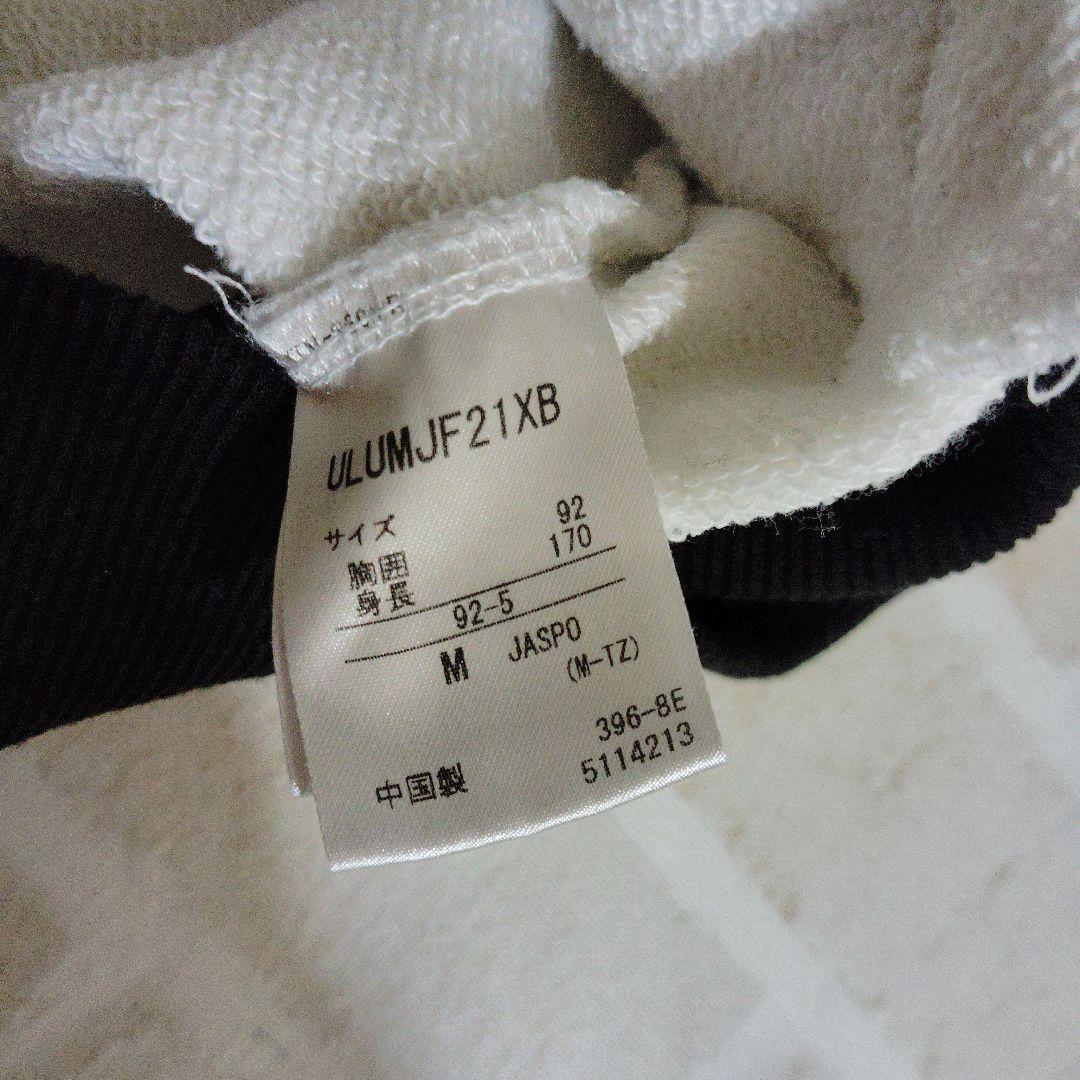 ULUMJF21XB
サイズ
胸囲 92
身長 170
92-5
M JASPO
(M-TZ)
396-8E
中国製 5114213